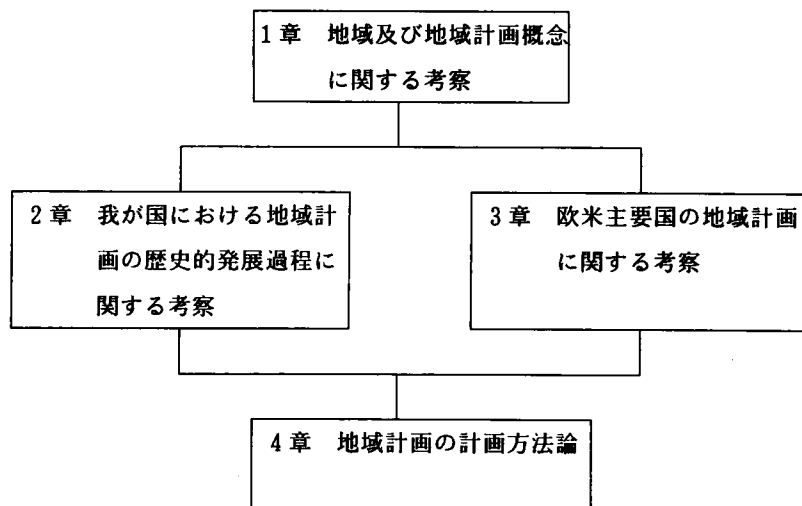 1章 地域及び地域計画概念
に関する考察
2章 我が国における地域計
画の歴史的発展過程に
関する考察
3章 欧米主要国の地域計画
に関する考察
4章 地域計画の計画方法論